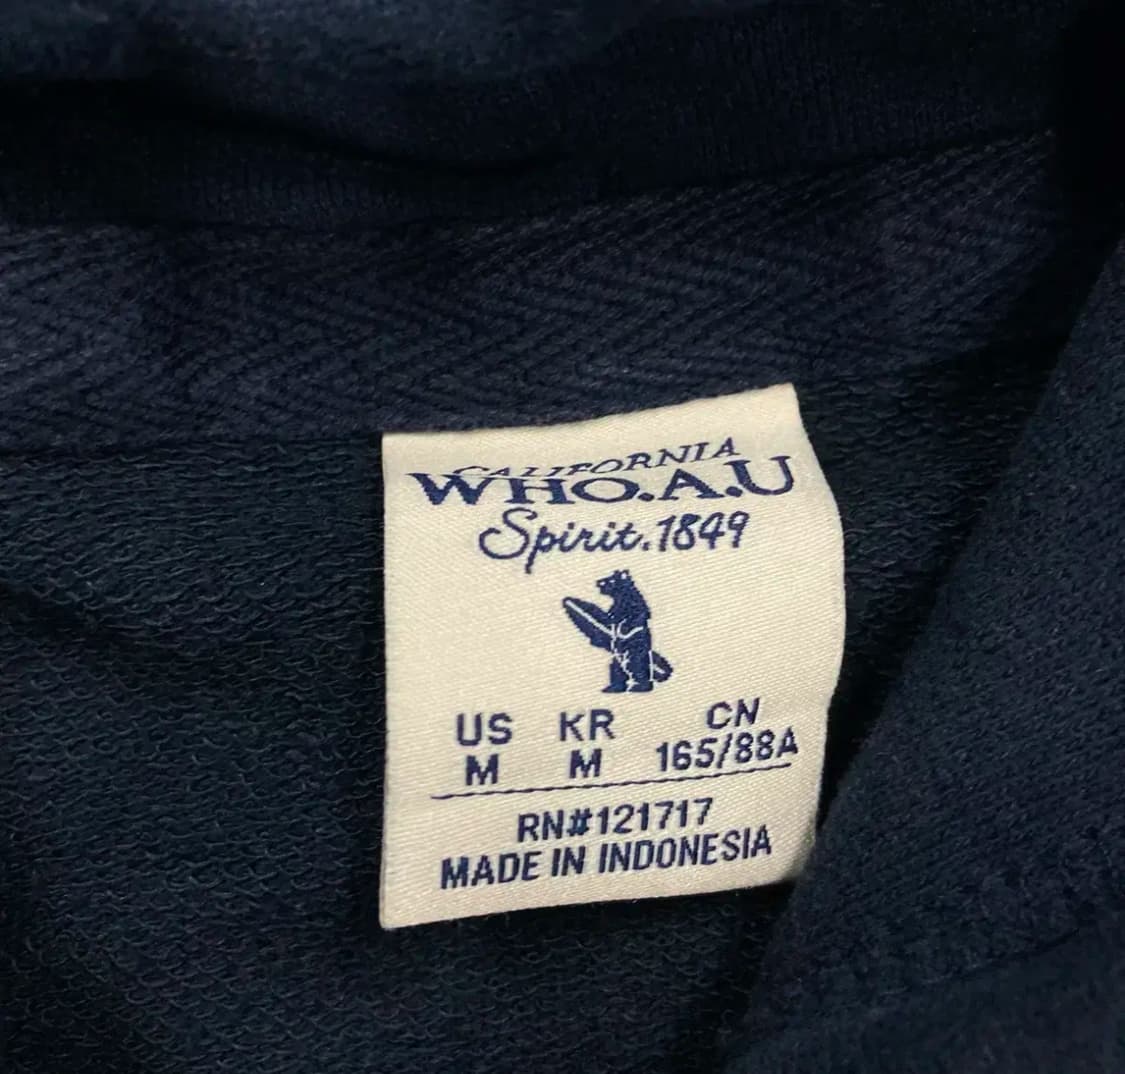 CALIFORNIA
WHO.A.U
Spirit.1849
US KR CN
M M 165/88A
RN#121717
MADE IN INDONESIA